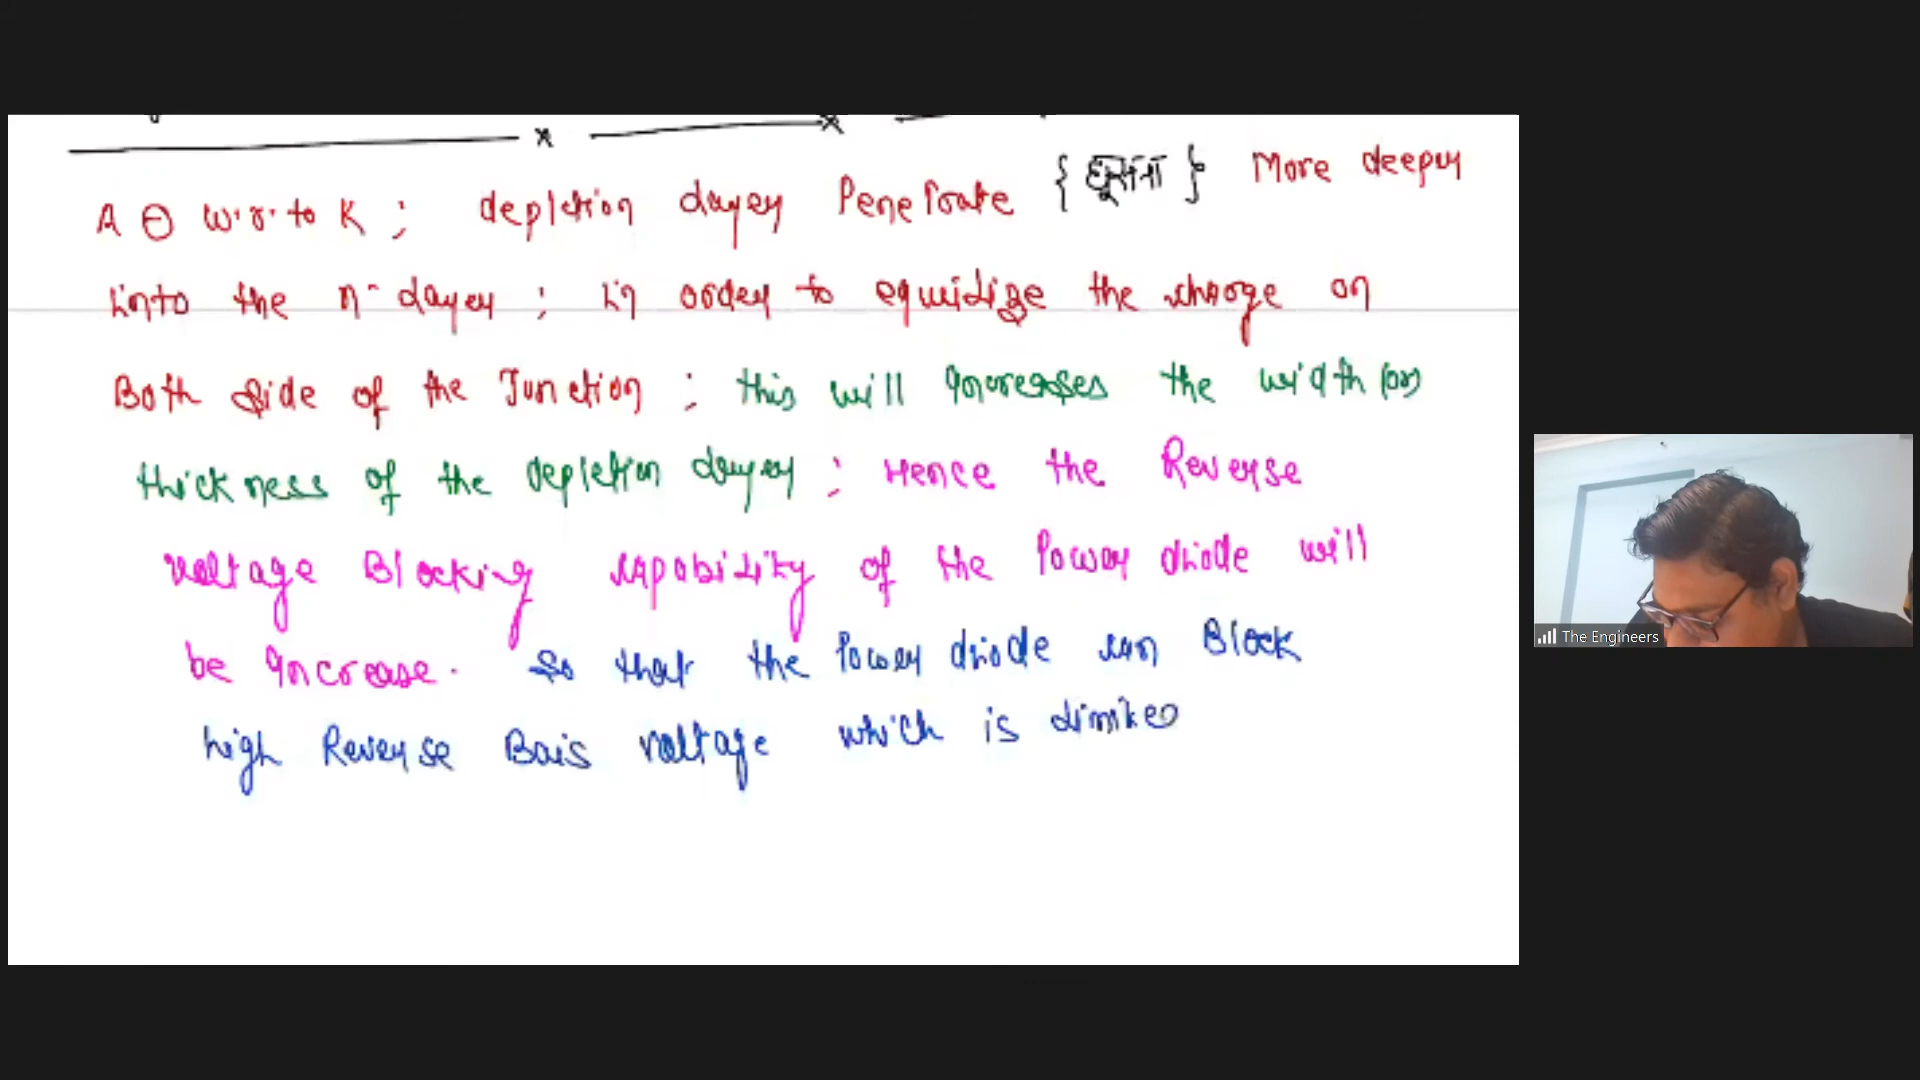 A ⊖ w.r.to K ; depletion layer Penetrate { घुसना } More deeper
into the n⁻ layer ; in order to equilize the charge on
Both Side of the Junction ; this will increases the width (or)
thickness of the depletion layer ; Hence the Reverse
voltage Blocking capability of the Power diode will
be increase. So that the Power diode can Block
high Reverse Bais voltage which is limited
The Engineers